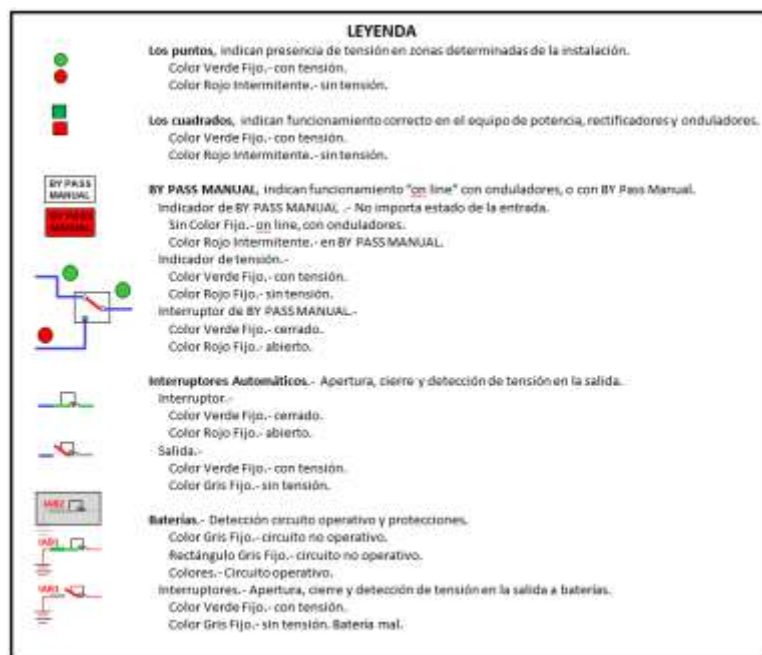 LEYENDA
Los puntos, indican presencia de tensión en zonas determinadas de la instalación.
Color Verde Fijo.- con tensión.
Color Rojo Intermitente.- sin tensión.
Los cuadrados, indican funcionamiento correcto en el equipo de potencia, rectificadores y onduladores.
Color Verde Fijo.- con tensión.
Color Rojo Intermitente.- sin tensión.
BY PASS
MANUAL
BY PASS
MANUAL
BY PASS MANUAL, indican funcionamiento "on line" con onduladores, o con BY Pass Manual.
Indicador de BY PASS MANUAL .- No importa estado de la entrada.
Sin Color Fijo.- on line, con onduladores.
Color Rojo Intermitente.- en BY PASS MANUAL.
Indicador de tensión.-
Color Verde Fijo.- con tensión.
Color Rojo Fijo.- sin tensión.
Interruptor de BY PASS MANUAL.-
Color Verde Fijo.- cerrado.
Color Rojo Fijo.- abierto.
Interruptores Automáticos.- Apertura, cierre y detección de tensión en la salida.
Interruptor.-
Color Verde Fijo.- cerrado.
Color Rojo Fijo.- abierto.
Salida.-
Color Verde Fijo.- con tensión.
Color Gris Fijo.- sin tensión.
IAB2
Baterías.- Detección circuito operativo y protecciones.
Color Gris Fijo.- circuito no operativo.
Rectángulo Gris Fijo.- circuito no operativo.
Colores.- Circuito operativo.
IAB1
Interruptores.- Apertura, cierre y detección de tensión en la salida a baterías.
Color Verde Fijo.- con tensión.
Color Gris Fijo.- sin tensión. Batería mal.